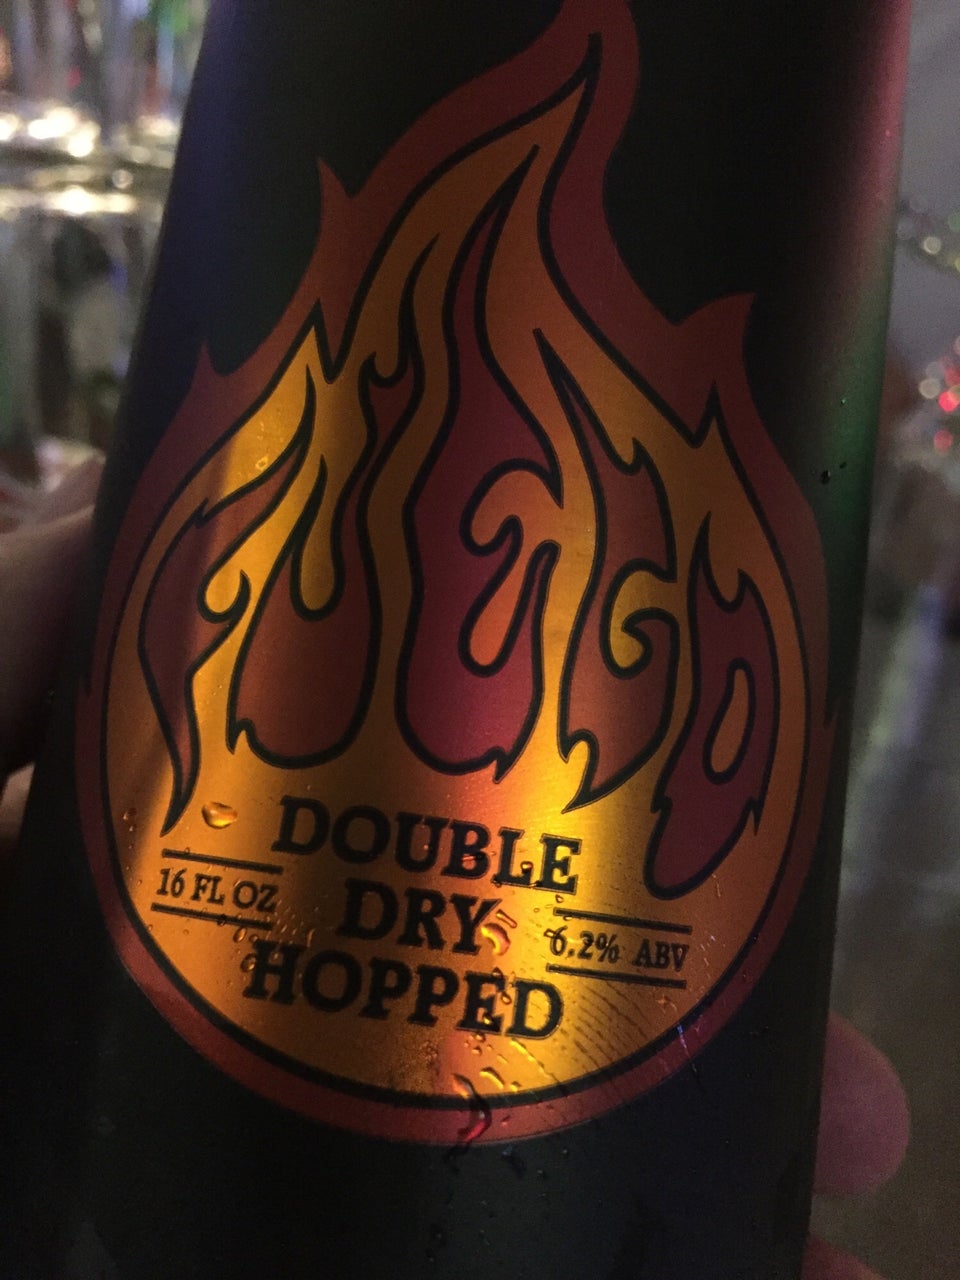 FUEGO
DOUBLE
DRY
HOPPED
16 FL OZ
6.2% ABV